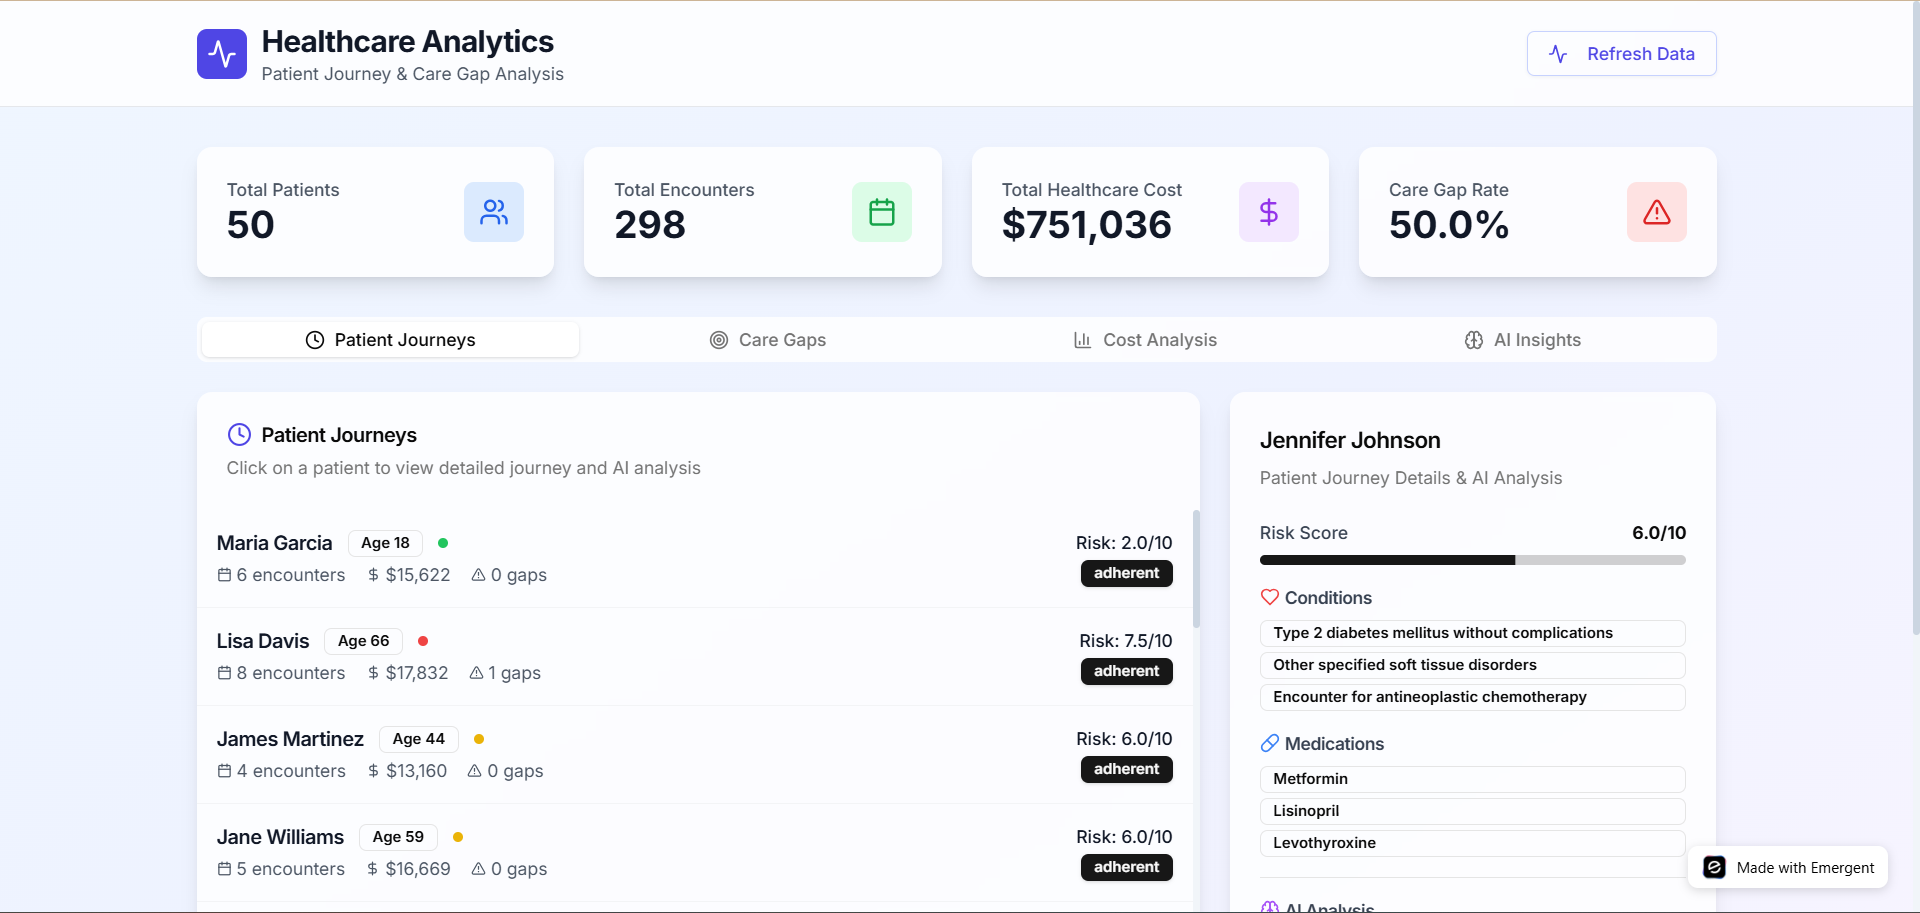 Healthcare Analytics
Patient Journey & Care Gap Analysis
Refresh Data
Total Patients
50
Total Encounters
298
Total Healthcare Cost
$751,036
Care Gap Rate
50.0%
Patient Journeys
Care Gaps
Cost Analysis
AI Insights
Patient Journeys
Click on a patient to view detailed journey and AI analysis
Maria Garcia Age 18 Risk: 2.0/10
6 encounters $ $15,622 0 gaps adherent
Lisa Davis Age 66 Risk: 7.5/10
8 encounters $ $17,832 1 gaps adherent
James Martinez Age 44 Risk: 6.0/10
4 encounters $ $13,160 0 gaps adherent
Jane Williams Age 59 Risk: 6.0/10
5 encounters $ $16,669 0 gaps adherent
Jennifer Johnson
Patient Journey Details & AI Analysis
Risk Score 6.0/10
Conditions
Type 2 diabetes mellitus without complications
Other specified soft tissue disorders
Encounter for antineoplastic chemotherapy
Medications
Metformin
Lisinopril
Levothyroxine
AI Analysis
Made with Emergent